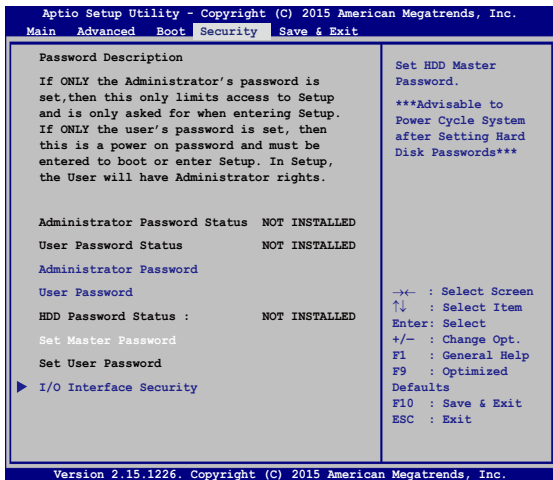 Aptio Setup Utility - Copyright (C) 2015 American Megatrends, Inc.
Main Advanced Boot Security Save & Exit
Password Description
If ONLY the Administrator's password is
set,then this only limits access to Setup
and is only asked for when entering Setup.
If ONLY the user's password is set, then
this is a power on password and must be
entered to boot or enter Setup. In Setup,
the User will have Administrator rights.
Administrator Password Status NOT INSTALLED
User Password Status NOT INSTALLED
Administrator Password
User Password
HDD Password Status : NOT INSTALLED
Set Master Password
Set User Password
I/O Interface Security
Set HDD Master
Password.
***Advisable to
Power Cycle System
after Setting Hard
Disk Passwords***
→← : Select Screen
↑↓ : Select Item
Enter: Select
+/— : Change Opt.
F1 : General Help
F9 : Optimized
Defaults
F10 : Save & Exit
ESC : Exit
Version 2.15.1226. Copyright (C) 2015 American Megatrends, Inc.